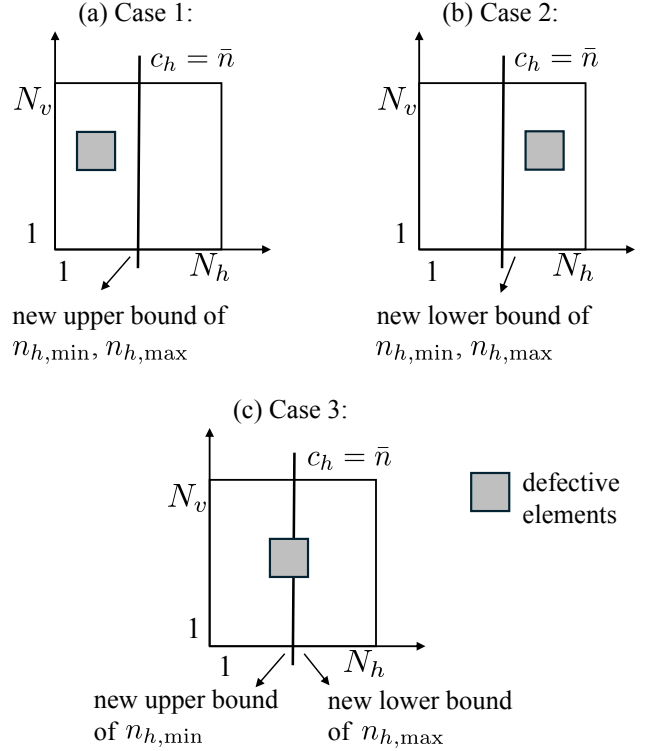 (a) Case 1:
c_h = n̄
N_v
1
1
N_h
new upper bound of
n_{h,min}, n_{h,max}
(b) Case 2:
c_h = n̄
N_v
1
1
N_h
new lower bound of
n_{h,min}, n_{h,max}
(c) Case 3:
c_h = n̄
N_v
1
1
N_h
new upper bound
of n_{h,min}
new lower bound
of n_{h,max}
defective
elements